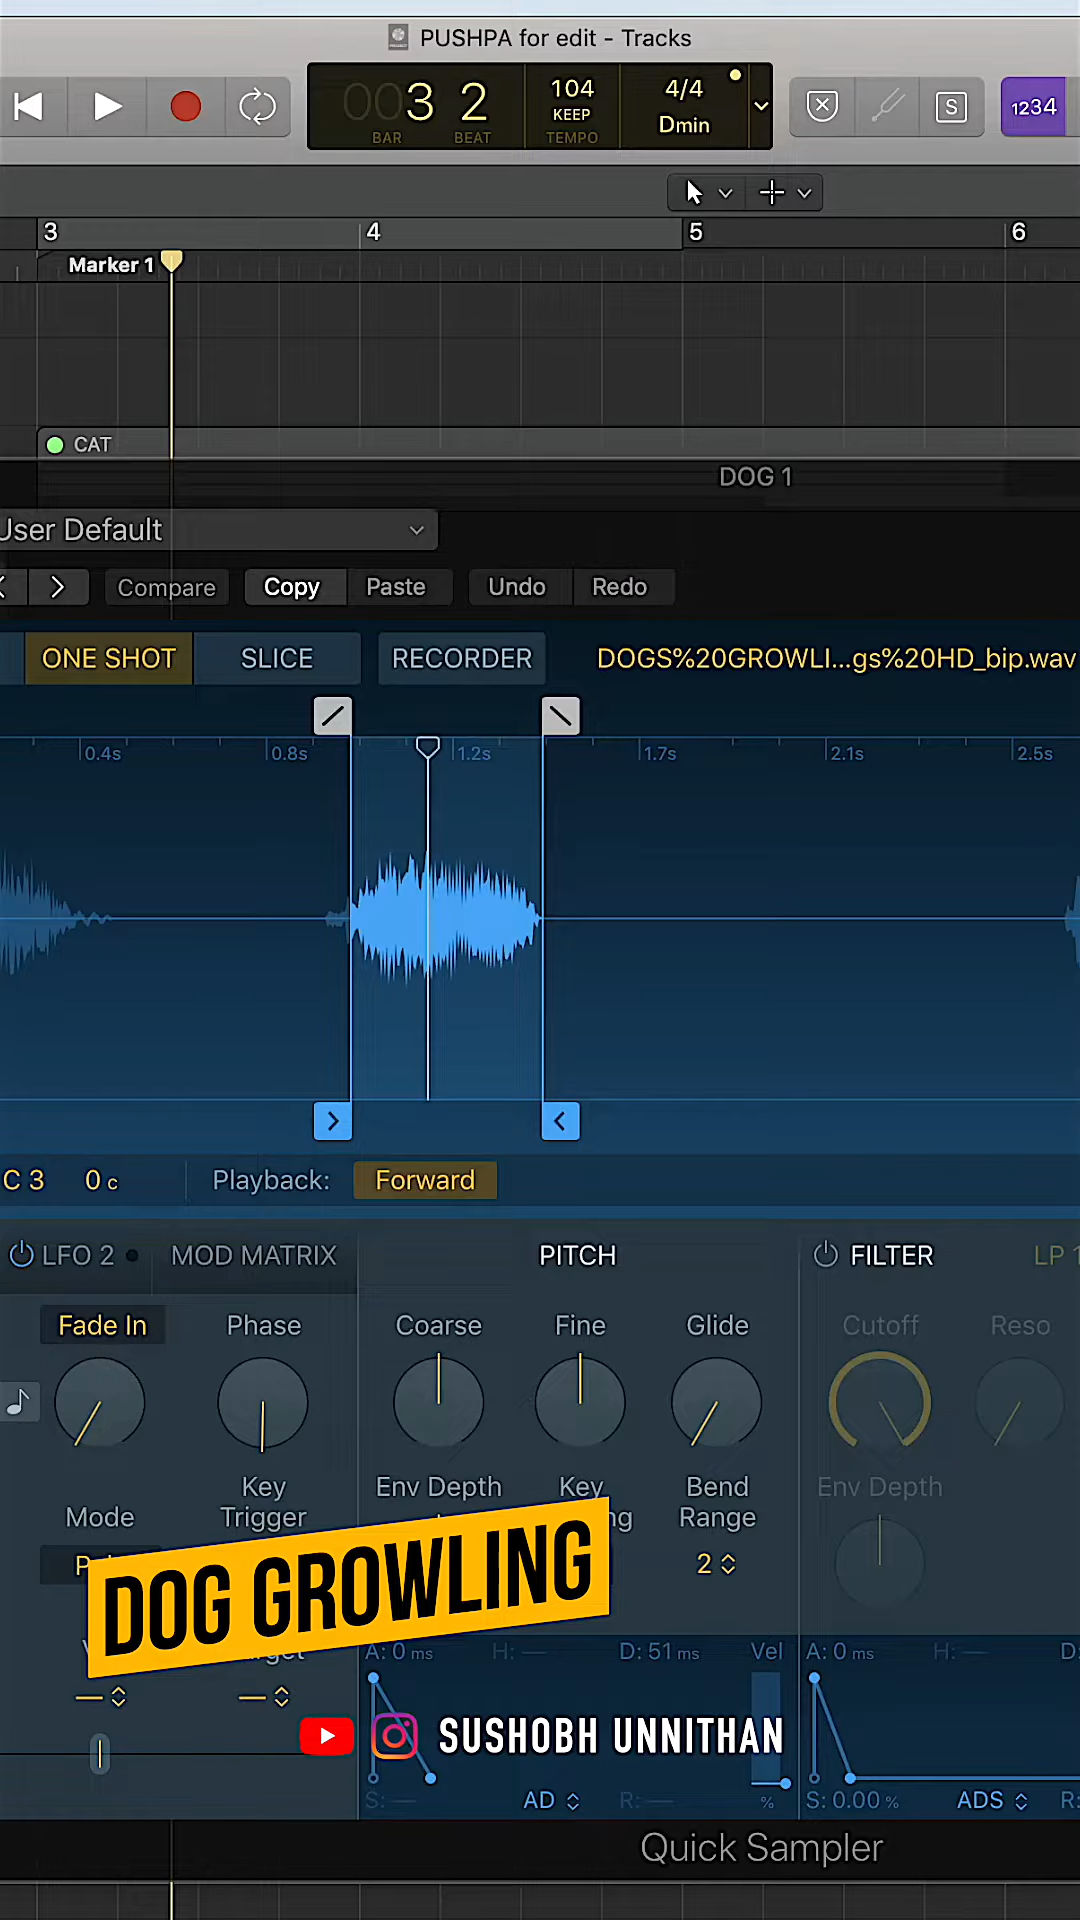 PUSHPA for edit - Tracks
003 2
BAR BEAT
104
KEEP
TEMPO
4/4
Dmin
S
1234
3 4 5 6
Marker 1
CAT
DOG 1
User Default
Compare Copy Paste Undo Redo
ONE SHOT SLICE RECORDER DOGS%20GROWLI...gs%20HD_bip.wav
0.4s 0.8s 1.2s 1.7s 2.1s 2.5s
C 3 0 c Playback: Forward
LFO 2 MOD MATRIX PITCH FILTER LP
Fade In Phase Coarse Fine Glide Cutoff Reso
Key Trigger
Mode
Env Depth Key
Bend Range
Env Depth
2
DOG GROWLING
A: 0 ms H: — D: 51 ms Vel A: 0 ms H: — D:
SUSHOBH UNNITHAN
S: — AD R: — % S: 0.00 % ADS R:
Quick Sampler